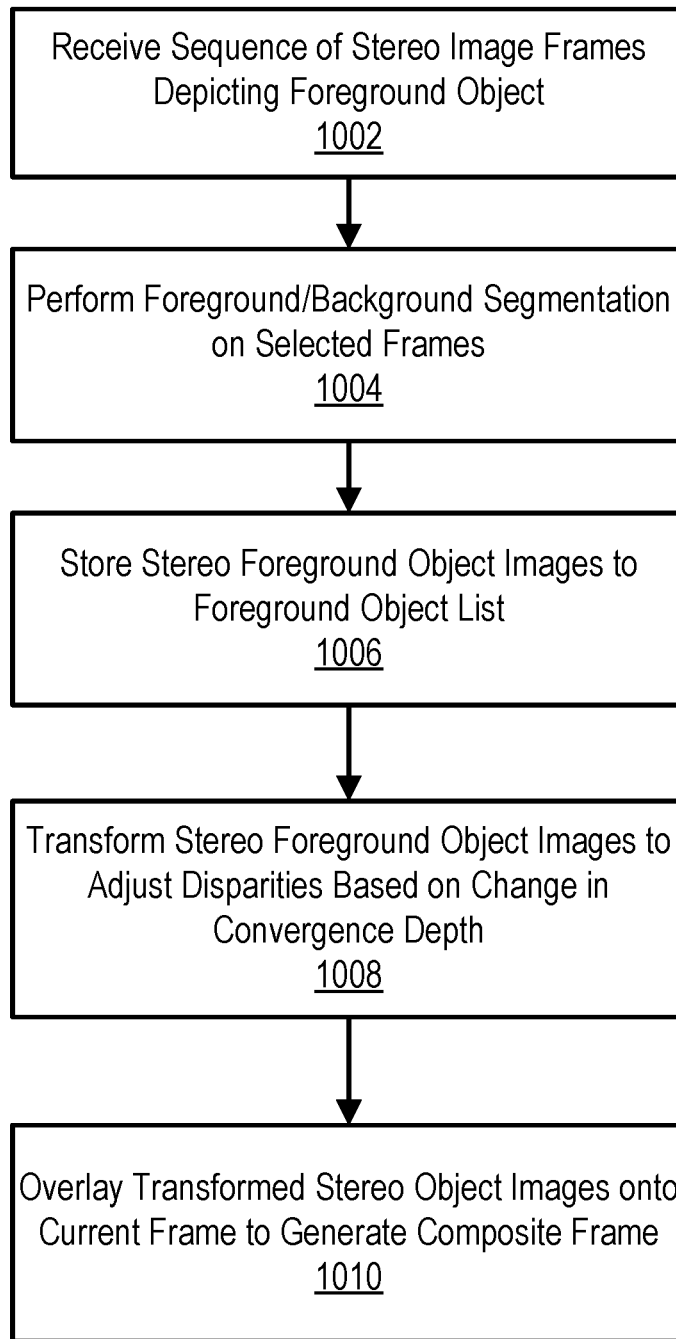 Receive Sequence of Stereo Image Frames
Depicting Foreground Object
1002
Perform Foreground/Background Segmentation
on Selected Frames
1004
Store Stereo Foreground Object Images to
Foreground Object List
1006
Transform Stereo Foreground Object Images to
Adjust Disparities Based on Change in
Convergence Depth
1008
Overlay Transformed Stereo Object Images onto
Current Frame to Generate Composite Frame
1010